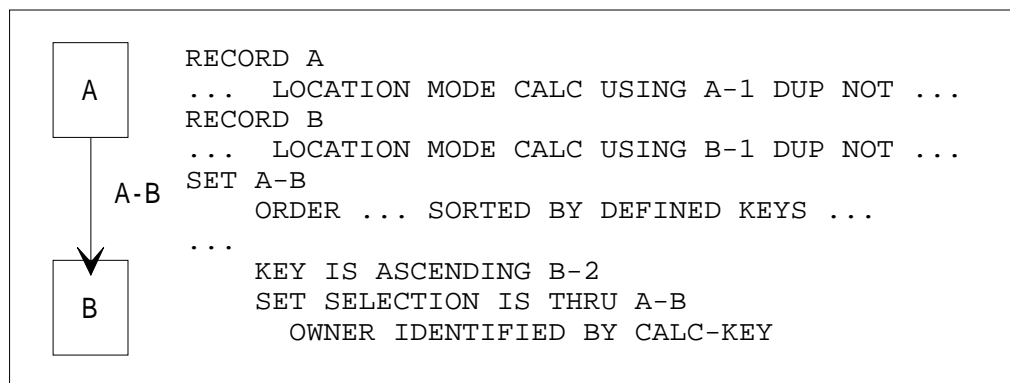 A
A-B
B
RECORD A
...  LOCATION MODE CALC USING A-1 DUP NOT ...
RECORD B
...  LOCATION MODE CALC USING B-1 DUP NOT ...
SET A-B
ORDER ... SORTED BY DEFINED KEYS ...
...
KEY IS ASCENDING B-2
SET SELECTION IS THRU A-B
OWNER IDENTIFIED BY CALC-KEY